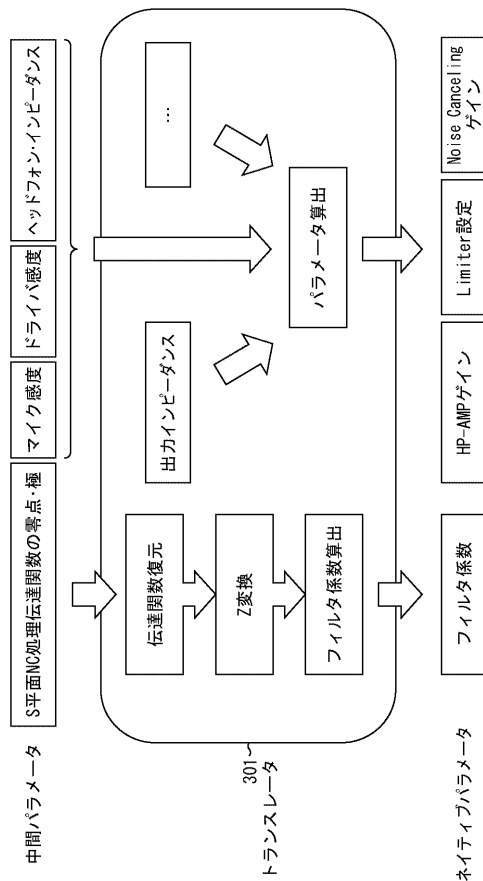 中間パラメータ
S平面NC処理伝達関数の零点・極
マイク感度
ドライバ感度
ヘッドフォン・インピーダンス
301
トランスレータ
伝達関数復元
Z変換
フィルタ係数算出
出力インピーダンス
...
パラメータ算出
ネイティブパラメータ
フィルタ係数
HP-AMPゲイン
Limiter設定
Noise Canceling
ゲイン